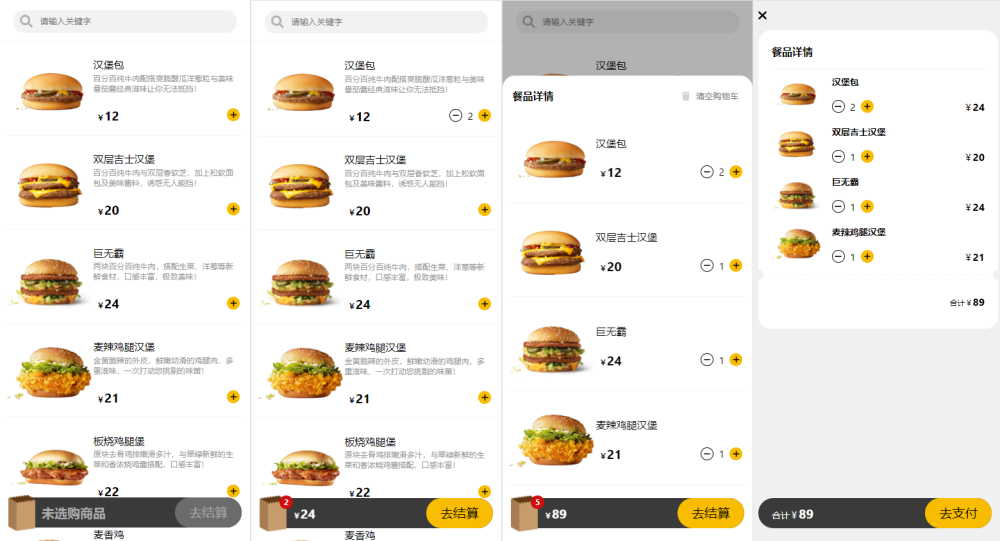 请输入关键字
汉堡包
百分百纯牛肉配搭爽脆酸瓜洋葱粒与美味
番茄酱经典滋味让你无法抵挡！
¥12
双层吉士汉堡
百分百纯牛肉与双层香软芝，加上松软面
包及美味酱料，诱惑无人能挡！
¥20
巨无霸
两块百分百纯牛肉，搭配生菜、洋葱等新
鲜食材，口感丰富，极致美味！
¥24
麦辣鸡腿汉堡
金黄脆辣的外皮，鲜嫩幼滑的鸡腿肉，多
重滋味，一次打动您挑剔的味蕾！
¥21
板烧鸡腿堡
原块去骨鸡排嫩滑多汁，与翠绿新鲜的生
菜和香浓烧鸡酱搭配，口感丰富！
¥22
未选购商品
去结算
麦香鸡
请输入关键字
汉堡包
百分百纯牛肉配搭爽脆酸瓜洋葱粒与美味
番茄酱经典滋味让你无法抵挡！
¥12
2
双层吉士汉堡
百分百纯牛肉与双层香软芝，加上松软面
包及美味酱料，诱惑无人能挡！
¥20
巨无霸
两块百分百纯牛肉，搭配生菜、洋葱等新
鲜食材，口感丰富，极致美味！
¥24
麦辣鸡腿汉堡
金黄脆辣的外皮，鲜嫩幼滑的鸡腿肉，多
重滋味，一次打动您挑剔的味蕾！
¥21
板烧鸡腿堡
原块去骨鸡排嫩滑多汁，与翠绿新鲜的生
菜和香浓烧鸡酱搭配，口感丰富！
¥22
2
¥24
去结算
麦香鸡
请输入关键字
汉堡包
餐品详情
清空购物车
汉堡包
¥12
2
双层吉士汉堡
¥20
1
巨无霸
¥24
1
麦辣鸡腿汉堡
¥21
1
5
¥89
去结算
餐品详情
汉堡包
2
¥24
双层吉士汉堡
1
¥20
巨无霸
1
¥24
麦辣鸡腿汉堡
1
¥21
合计¥89
合计¥89
去支付